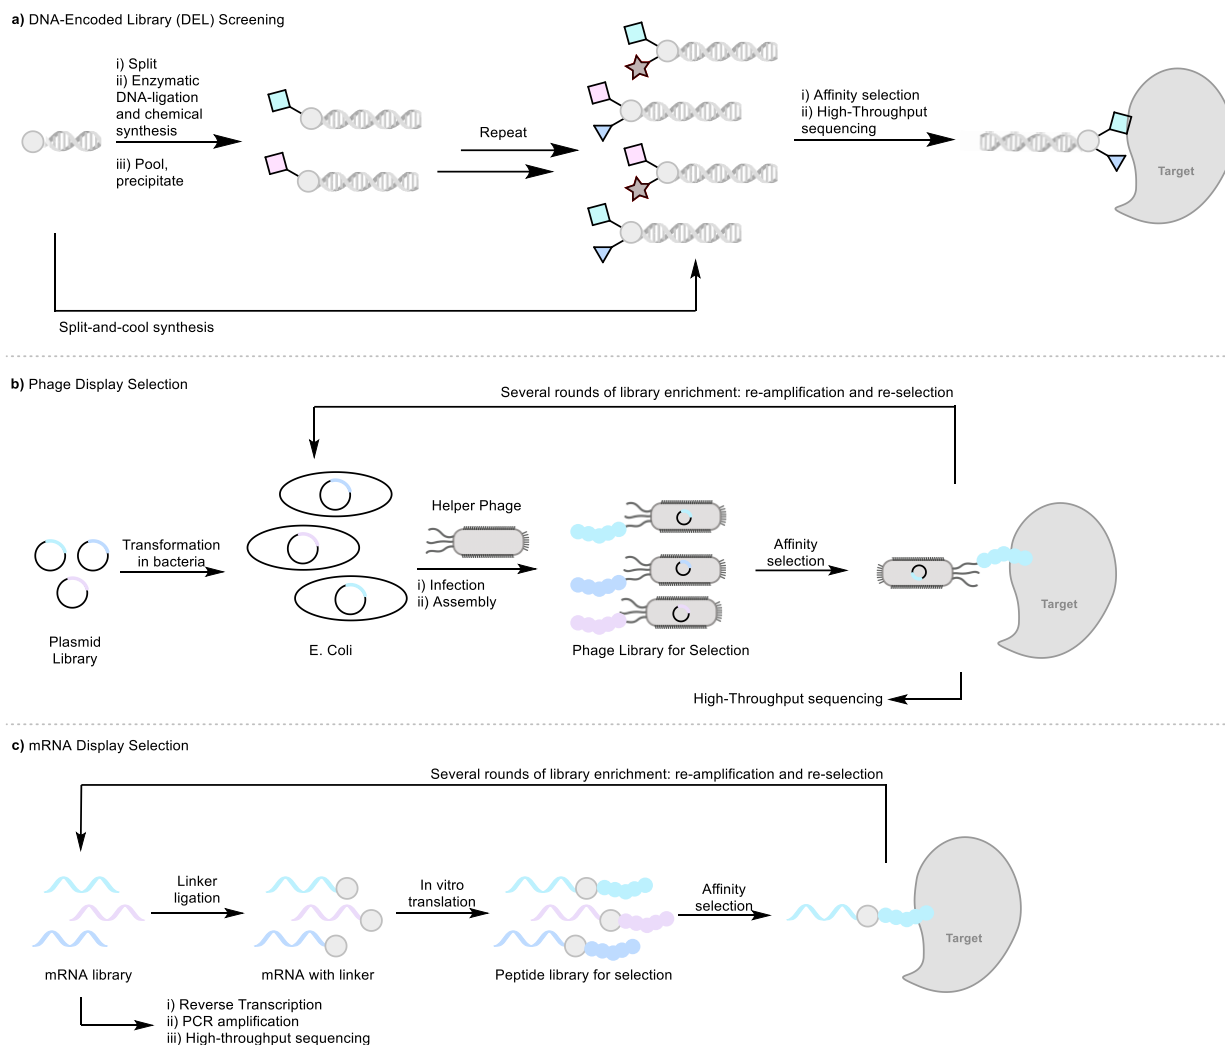 a) DNA-Encoded Library (DEL) Screening
i) Split
ii) Enzymatic
DNA-ligation
and chemical
synthesis
iii) Pool,
precipitate
Repeat
i) Affinity selection
ii) High-Throughput
sequencing
Target
Split-and-cool synthesis
b) Phage Display Selection
Several rounds of library enrichment: re-amplification and re-selection
Transformation
in bacteria
Helper Phage
i) Infection
ii) Assembly
Affinity
selection
Target
Plasmid
Library
E. Coli
Phage Library for Selection
High-Throughput sequencing
c) mRNA Display Selection
Several rounds of library enrichment: re-amplification and re-selection
Linker
ligation
In vitro
translation
Affinity
selection
Target
mRNA library
mRNA with linker
Peptide library for selection
i) Reverse Transcription
ii) PCR amplification
iii) High-throughput sequencing